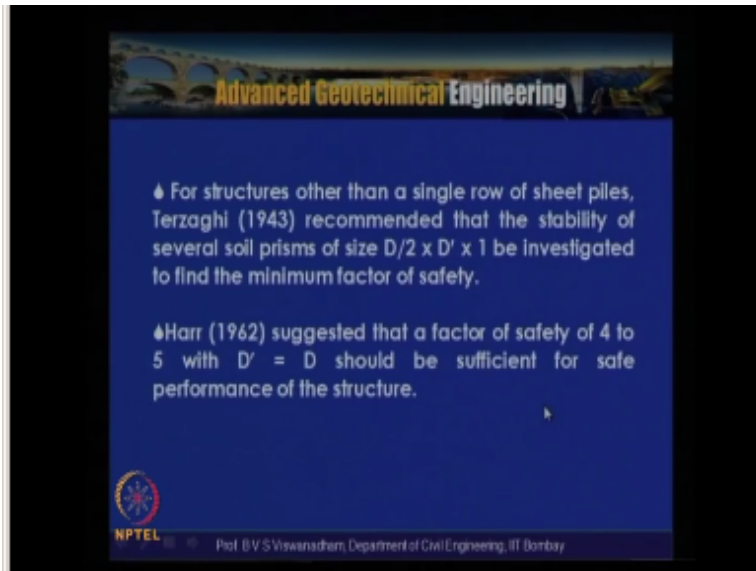 Advanced Geotechnical Engineering
For structures other than a single row of sheet piles,
Terzaghi (1943) recommended that the stability of
several soil prisms of size D/2 x D' x 1 be investigated
to find the minimum factor of safety.
Harr (1962) suggested that a factor of safety of 4 to
5 with D' = D should be sufficient for safe
performance of the structure.
NPTEL
Prof. B V S Viswanadham, Department of Civil Engineering, IIT Bombay